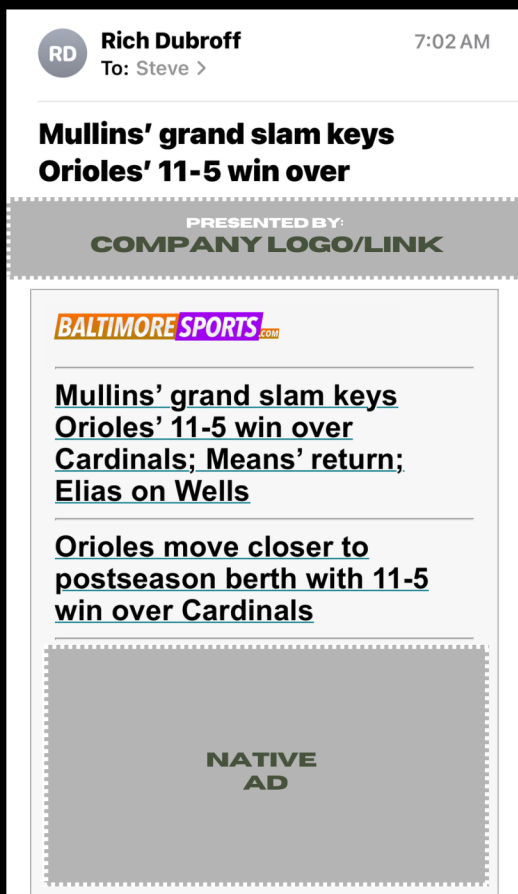 RD
Rich Dubroff
7:02 AM
To: Steve >
Mullins’ grand slam keys
Orioles’ 11-5 win over
PRESENTED BY:
COMPANY LOGO/LINK
BALTIMORE SPORTS.COM
Mullins’ grand slam keys
Orioles’ 11-5 win over
Cardinals; Means’ return;
Elias on Wells
Orioles move closer to
postseason berth with 11-5
win over Cardinals
NATIVE
AD